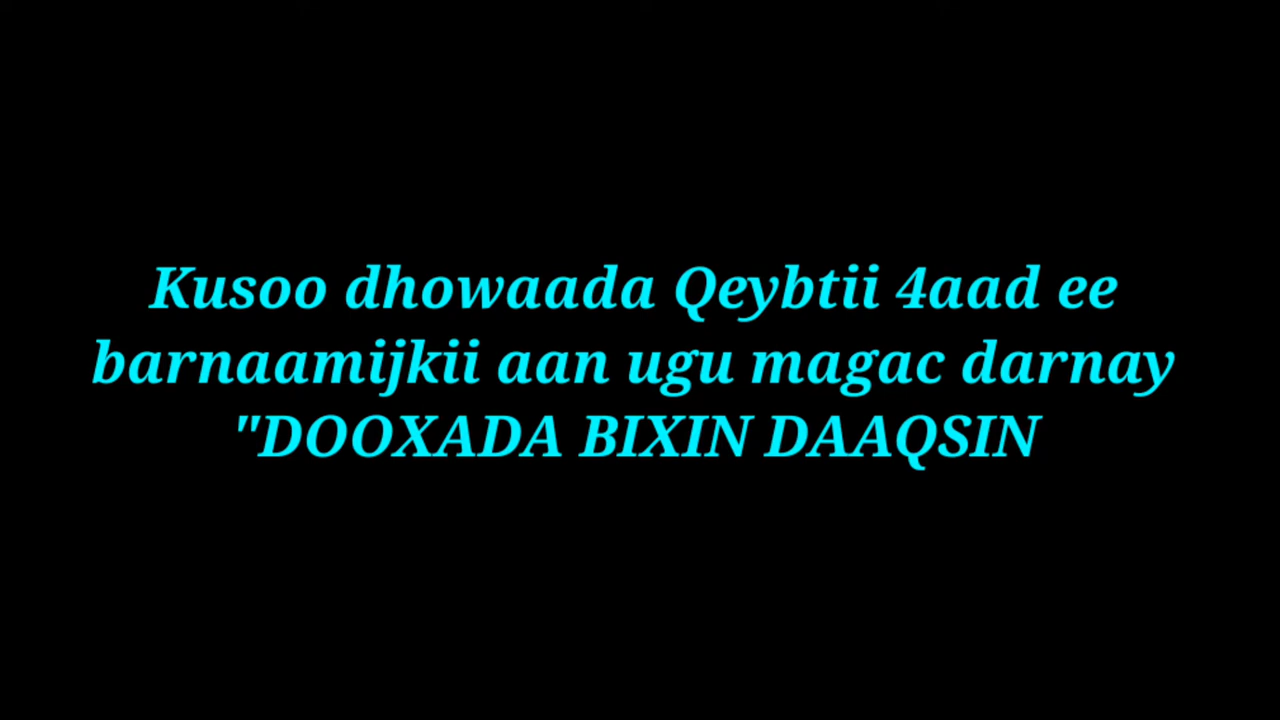 Kusoo dhowaada Qeybtii 4aad ee
barnaamijkii aan ugu magac darnay
"DOOXADA BIXIN DAAQSIN